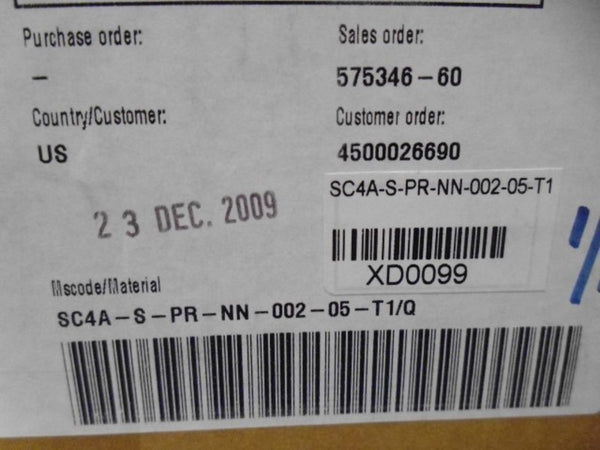 Purchase order:
Sales order:
–
575346-60
Country/Customer:
Customer order:
US
4500026690
SC4A-S-PR-NN-002-05-T1
23 DEC. 2009
XD0099
Mscode/Material
SC4A-S-PR-NN-002-05-T1/Q